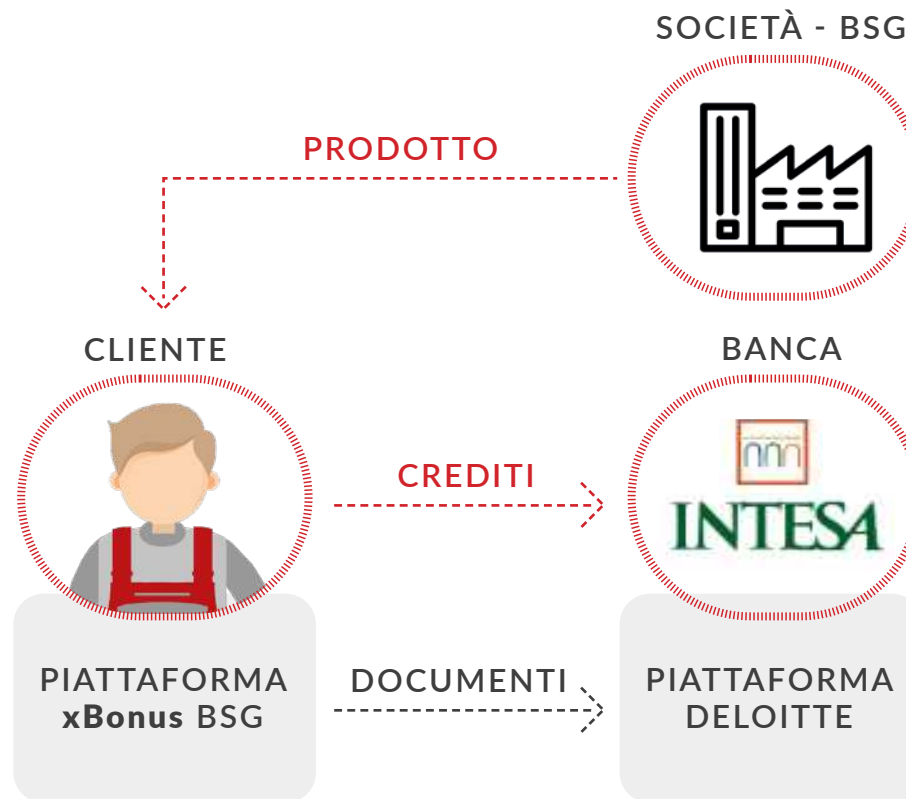 SOCIETÀ - BSG
PRODOTTO
CLIENTE
BANCA
CREDITI
INTESA
PIATTAFORMA
xBonus BSG
DOCUMENTI
PIATTAFORMA
DELOITTE